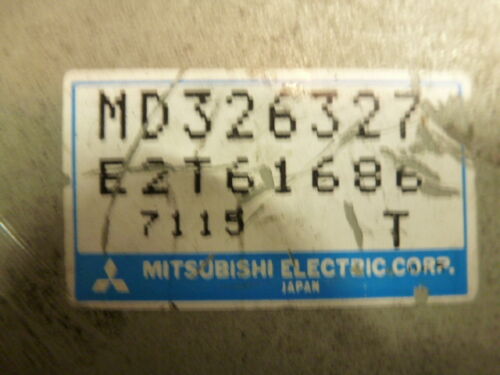 MD326327
E2T61686
7115 T
MITSUBISHI ELECTRIC CORP.
JAPAN